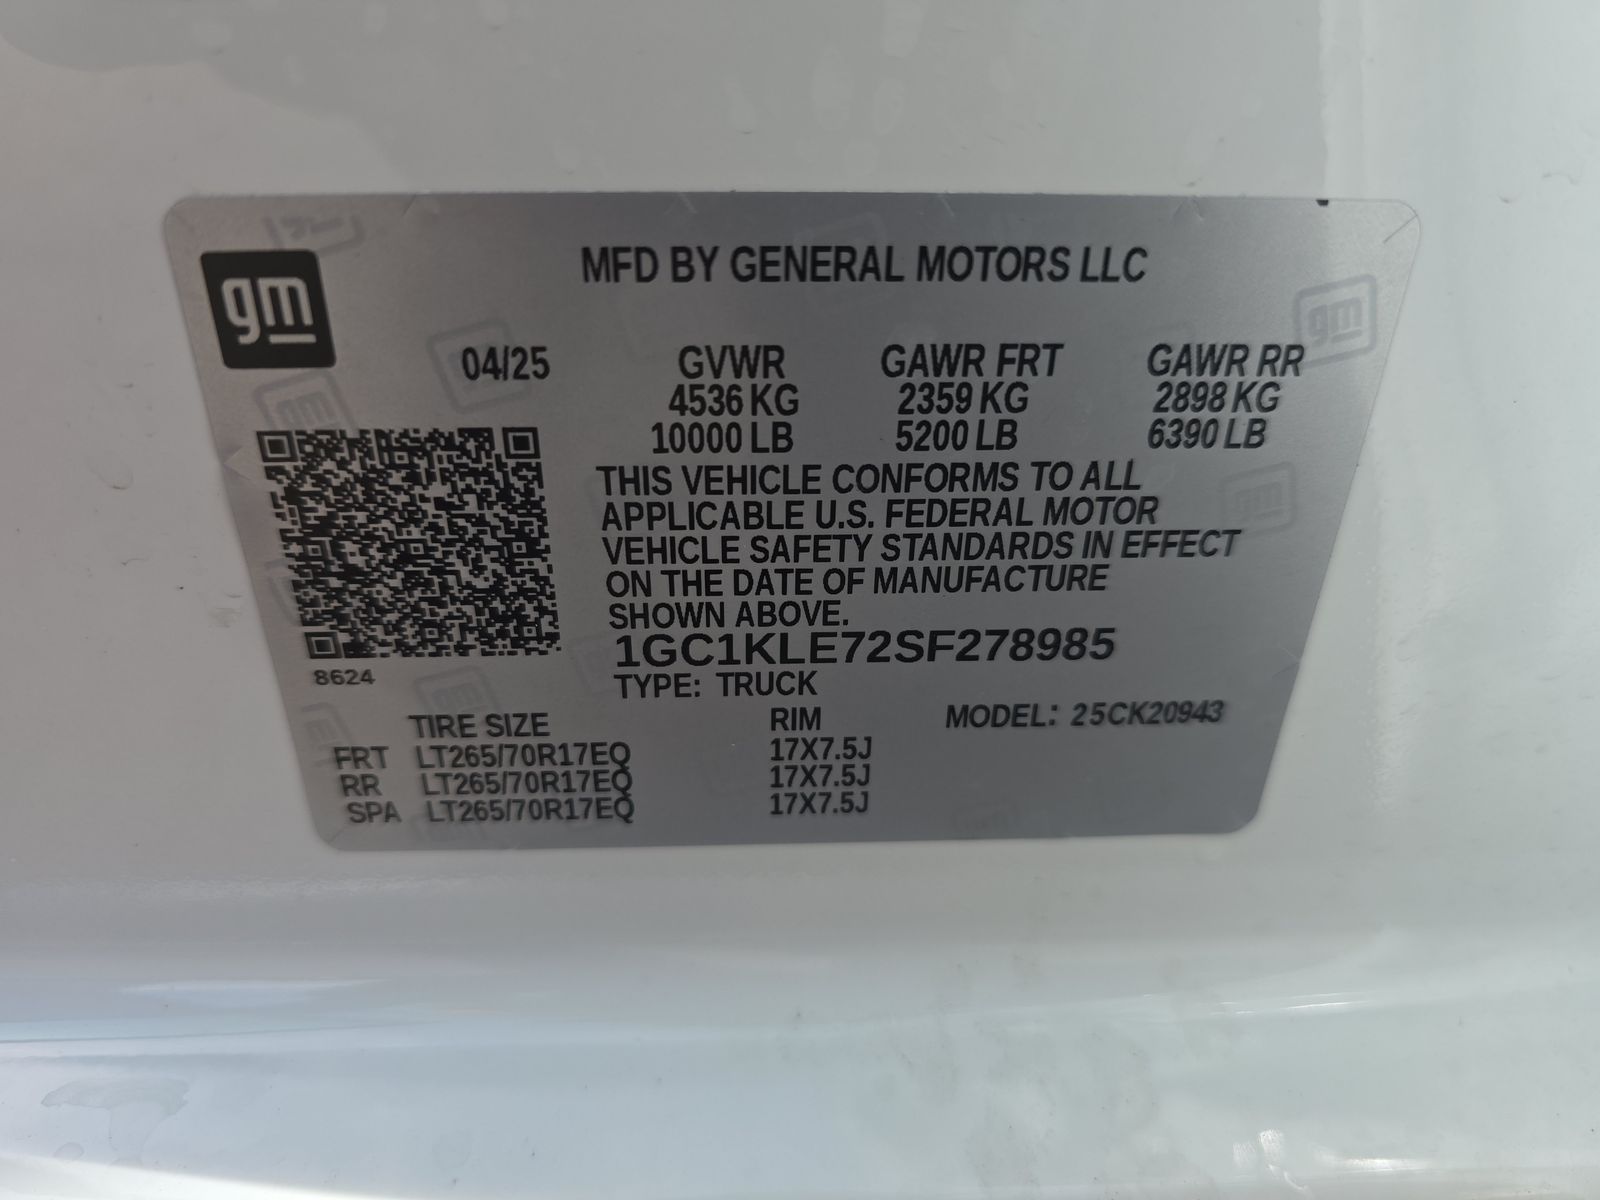 gm
MFD BY GENERAL MOTORS LLC
04/25 GVWR GAWR FRT GAWR RR
4536 KG 2359 KG 2898 KG
10000 LB 5200 LB 6390 LB
THIS VEHICLE CONFORMS TO ALL
APPLICABLE U.S. FEDERAL MOTOR
VEHICLE SAFETY STANDARDS IN EFFECT
ON THE DATE OF MANUFACTURE
SHOWN ABOVE.
1GC1KLE72SF278985
8624
TYPE: TRUCK
TIRE SIZE RIM MODEL: 25CK20943
FRT LT265/70R17EQ 17X7.5J
RR LT265/70R17EQ 17X7.5J
SPA LT265/70R17EQ 17X7.5J